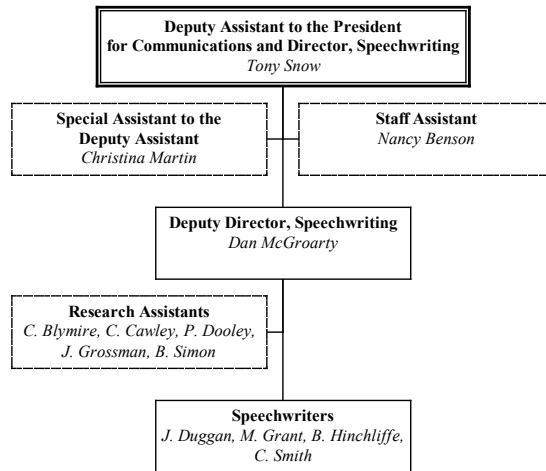 Deputy Assistant to the President
for Communications and Director, Speechwriting
Tony Snow
Special Assistant to the
Deputy Assistant
Christina Martin
Staff Assistant
Nancy Benson
Deputy Director, Speechwriting
Dan McGroarty
Research Assistants
C. Blymire, C. Cawley, P. Dooley,
J. Grossman, B. Simon
Speechwriters
J. Duggan, M. Grant, B. Hinchliffe,
C. Smith